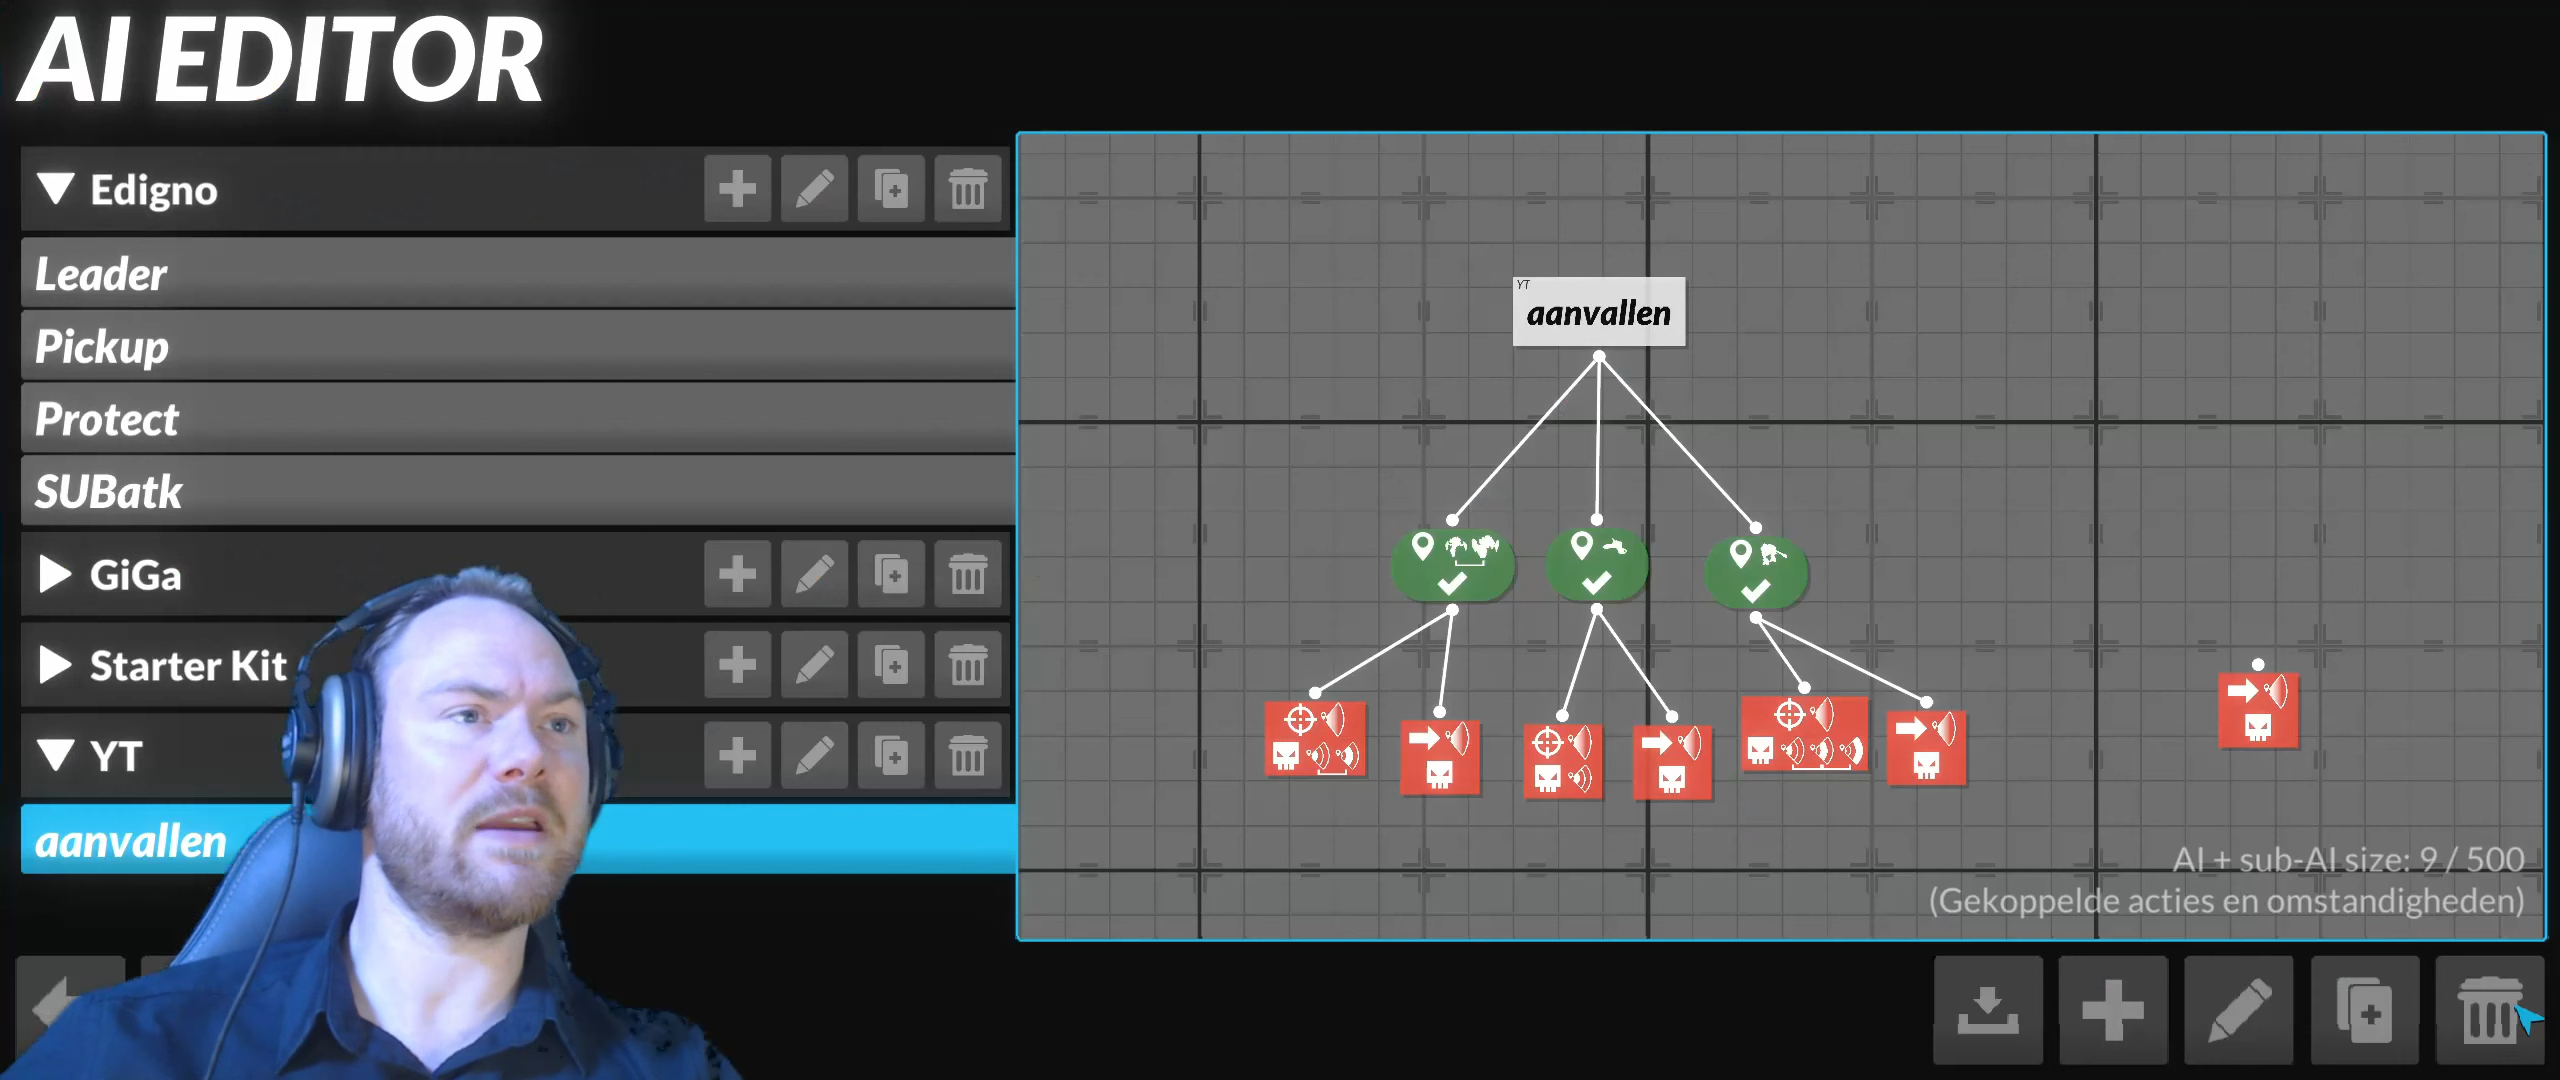 AI EDITOR
Edigno
Leader
Pickup
Protect
SUBatk
GiGa
Starter Kit
YT
aanvallen
YT
aanvallen
AI + sub-AI size: 9 / 500
(Gekoppelde acties en omstandigheden)